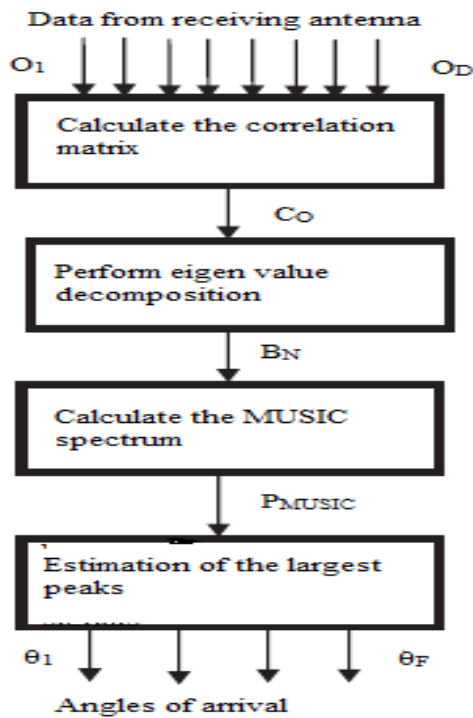 Data from receiving antenna
O1 OD
Calculate the correlation
matrix
CO
Perform eigen value
decomposition
BN
Calculate the MUSIC
spectrum
PMUSIC
Estimation of the largest
peaks
θ1 θF
Angles of arrival